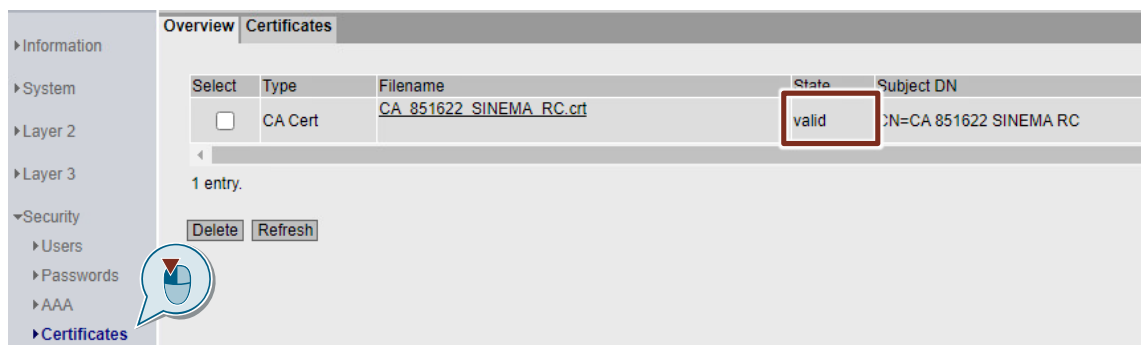 Overview Certificates
Information
System
Layer 2
Layer 3
Security
Users
Passwords
AAA
Certificates
Select Type Filename State Subject DN
CA Cert CA_851622_SINEMA_RC.crt valid CN=CA 851622 SINEMA RC
1 entry.
Delete Refresh